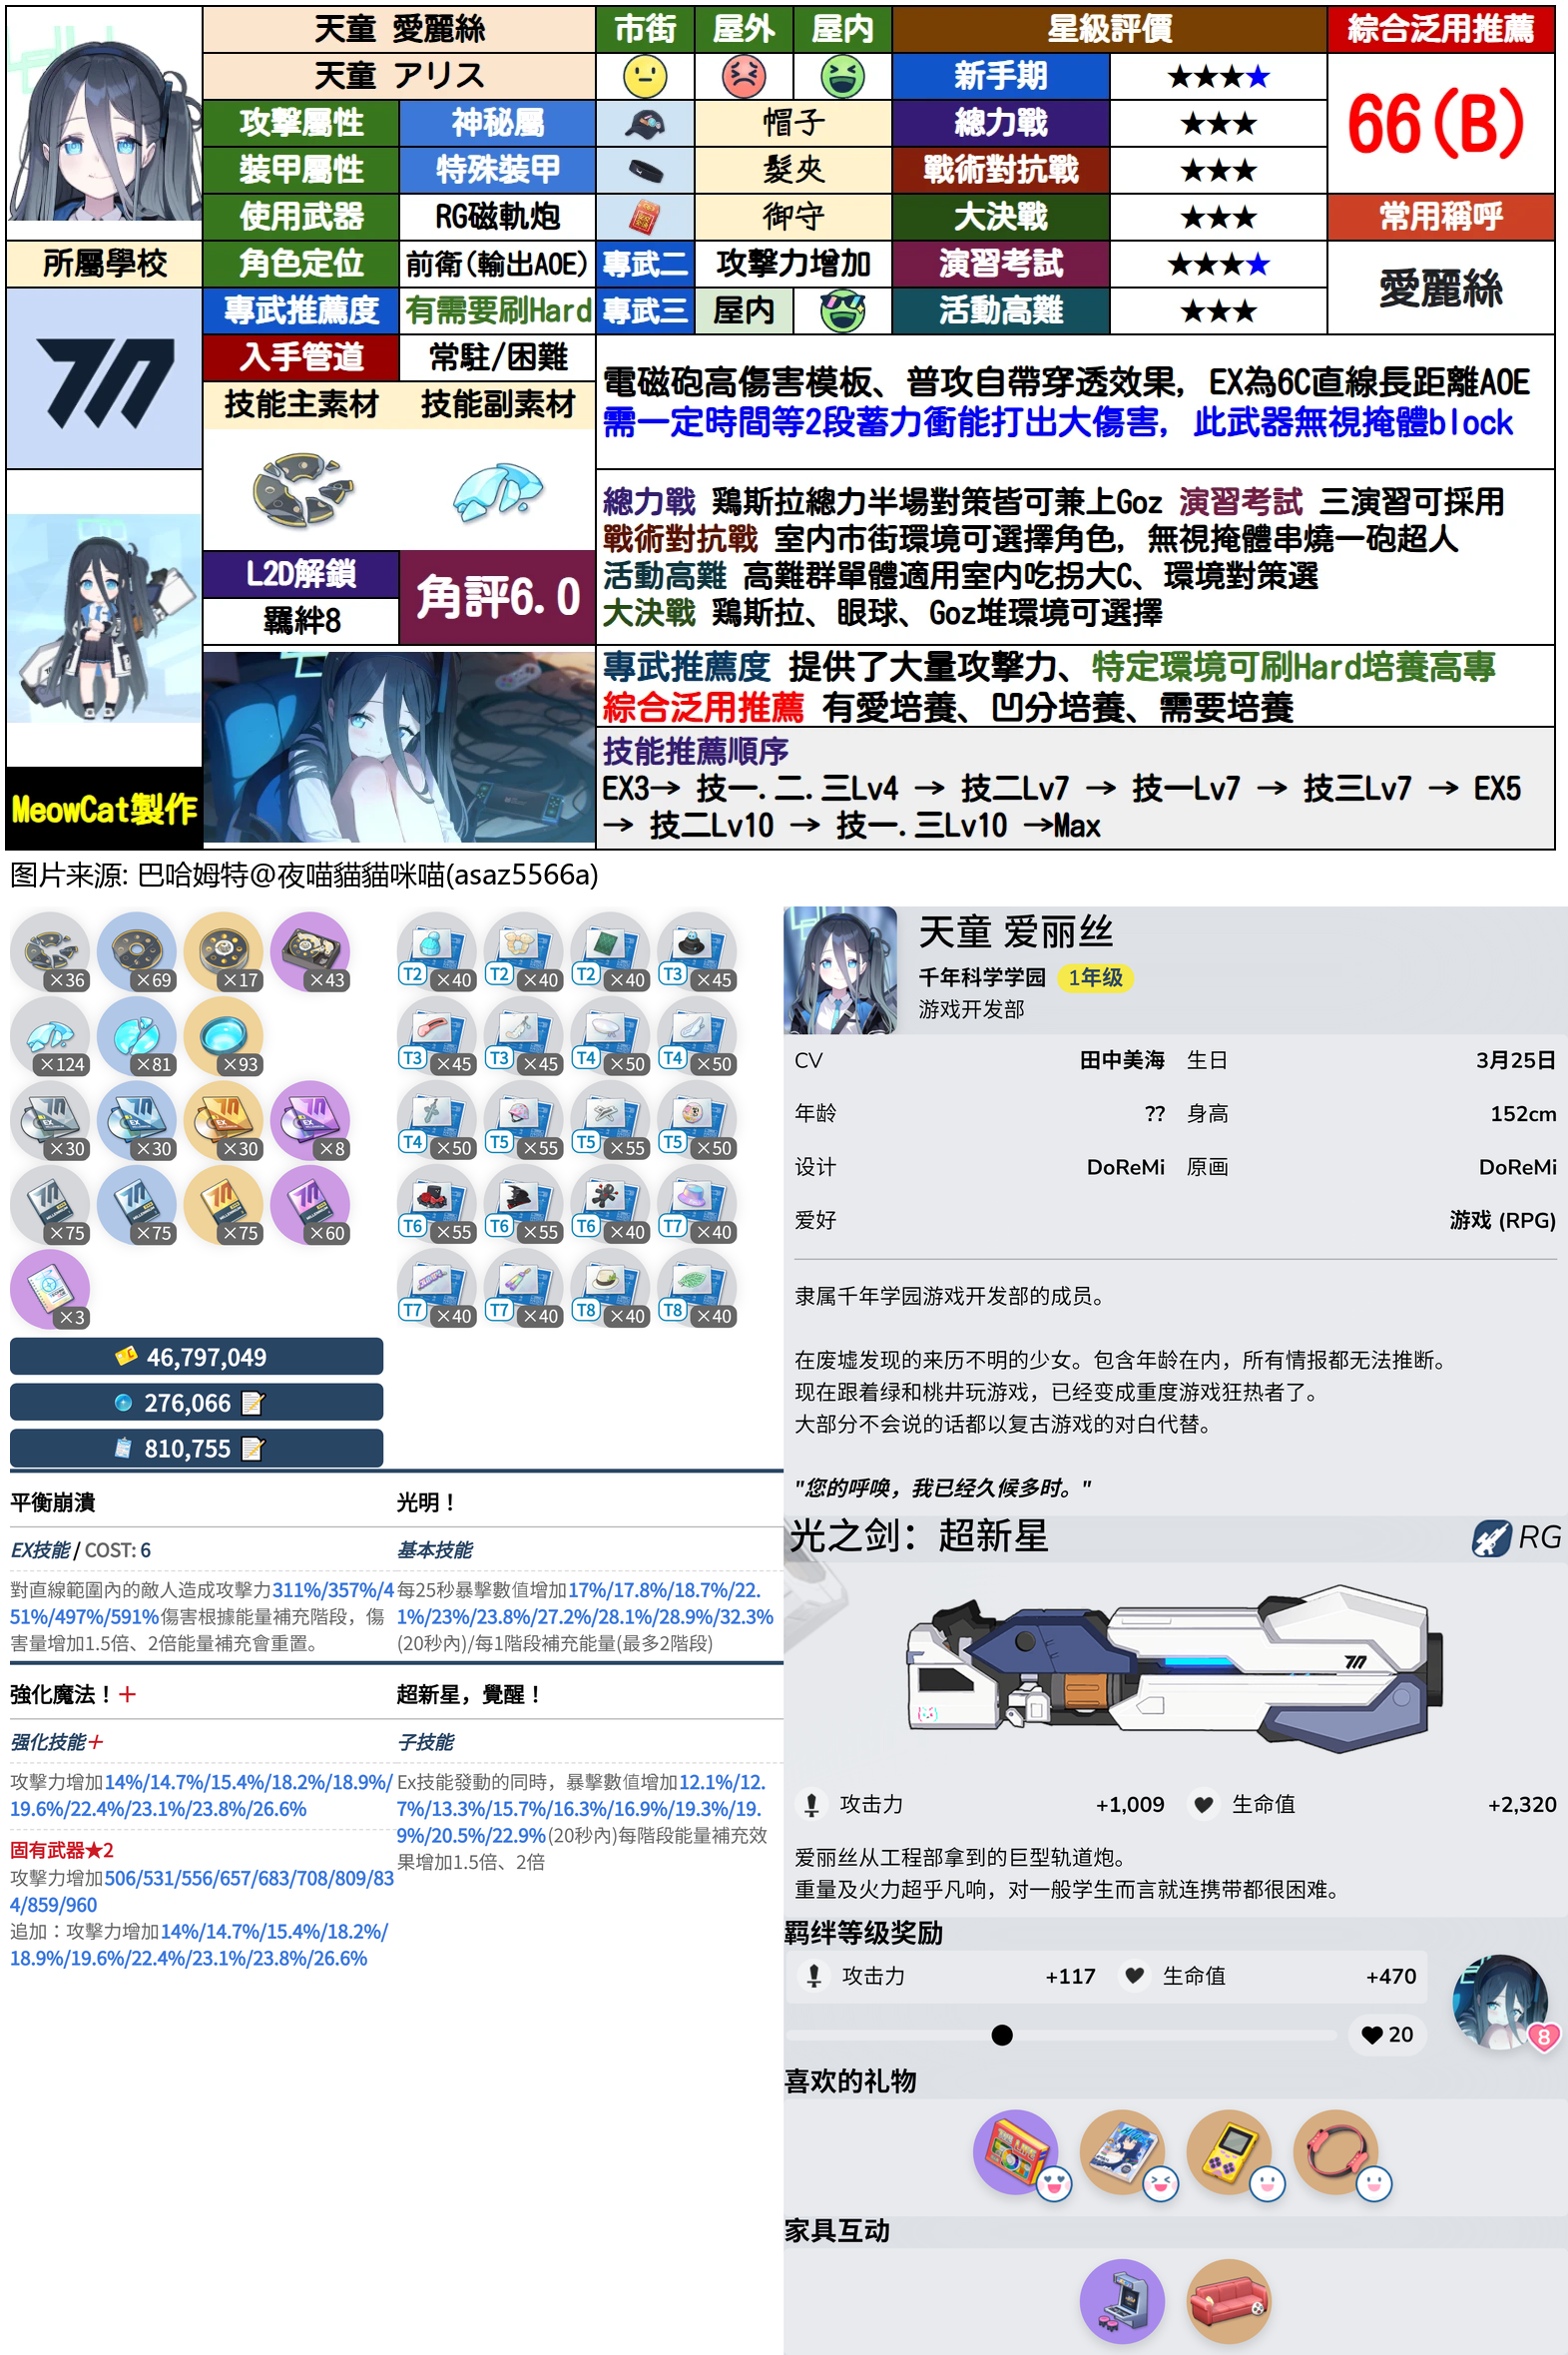 天童 愛麗絲
市街 屋外 屋内
星級評價
綜合泛用推薦
天童 アリス
新手期 ★★★★
66(B)
攻擊屬性 神秘屬
帽子
總力戰 ★★★
裝甲屬性 特殊裝甲
髮夾
戰術對抗戰 ★★★
使用武器 RG磁軌炮
御守
大決戰 ★★★
常用稱呼
所屬學校
角色定位 前衛(輸出AOE)
專武二 攻擊力增加
演習考試 ★★★★
愛麗絲
專武推薦度 有需要刷Hard
專武三 屋内
活動高難 ★★★
入手管道 常駐/困難
技能主素材 技能副素材
電磁砲高傷害模板、普攻自帶穿透效果, EX為6C直線長距離AOE
需一定時間等2段蓄力衝能打出大傷害, 此武器無視掩體block
L2D解鎖
羈絆8
角評6.0
總力戰 鶏斯拉總力半場對策皆可兼上Goz 演習考試 三演習可採用
戰術對抗戰 室内市街環境可選擇角色, 無視掩體串燒一砲超人
活動高難 高難群單體適用室内吃拐大C、環境對策選
大決戰 鶏斯拉、眼球、Goz堆環境可選擇
專武推薦度 提供了大量攻擊力、特定環境可刷Hard培養高專
綜合泛用推薦 有愛培養、凹分培養、需要培養
MeowCat製作
技能推薦順序
EX3→ 技一.二.三Lv4 → 技二Lv7 → 技一Lv7 → 技三Lv7 → EX5
→ 技二Lv10 → 技一.三Lv10 →Max
图片来源: 巴哈姆特@夜喵貓貓咪喵(asaz5566a)
×36 ×69 ×17 ×43
×124 ×81 ×93
EX ×30 EX ×30 EX ×30 EX ×8
×75 ×75 ×75 ×60
×3
46,797,049
276,066
810,755
T2 ×40 T2 ×40 T2 ×40 T3 ×45
T3 ×45 T3 ×45 T4 ×50 T4 ×50
T4 ×50 T5 ×55 T5 ×55 T5 ×50
T6 ×55 T6 ×55 T6 ×40 T7 ×40
T7 ×40 T7 ×40 T8 ×40 T8 ×40
平衡崩潰
EX技能 / COST: 6
對直線範圍內的敵人造成攻擊力311%/357%/4
51%/497%/591%傷害根據能量補充階段，傷
害量增加1.5倍、2倍能量補充會重置。
光明！
基本技能
每25秒暴擊數值增加17%/17.8%/18.7%/22.
1%/23%/23.8%/27.2%/28.1%/28.9%/32.3%
(20秒內)/每1階段補充能量(最多2階段)
強化魔法！＋
强化技能＋
攻擊力增加14%/14.7%/15.4%/18.2%/18.9%/
19.6%/22.4%/23.1%/23.8%/26.6%
固有武器★2
攻擊力增加506/531/556/657/683/708/809/83
4/859/960
追加：攻擊力增加14%/14.7%/15.4%/18.2%/
18.9%/19.6%/22.4%/23.1%/23.8%/26.6%
超新星，覺醒！
子技能
Ex技能發動的同時，暴擊數值增加12.1%/12.
7%/13.3%/15.7%/16.3%/16.9%/19.3%/19.
9%/20.5%/22.9%(20秒內)每階段能量補充效
果增加1.5倍、2倍
天童 爱丽丝
千年科学学园 1年级
游戏开发部
CV 田中美海 生日 3月25日
年龄 ?? 身高 152cm
设计 DoReMi 原画 DoReMi
爱好 游戏 (RPG)
隶属千年学园游戏开发部的成员。
在废墟发现的来历不明的少女。包含年龄在内，所有情报都无法推断。
现在跟着绿和桃井玩游戏，已经变成重度游戏狂热者了。
大部分不会说的话都以复古游戏的对白代替。
"您的呼唤，我已经久候多时。"
光之剑：超新星
RG
攻击力 +1,009 生命值 +2,320
爱丽丝从工程部拿到的巨型轨道炮。
重量及火力超乎凡响，对一般学生而言就连携带都很困难。
羁绊等级奖励
攻击力 +117 生命值 +470
20
8
喜欢的礼物
家具互动